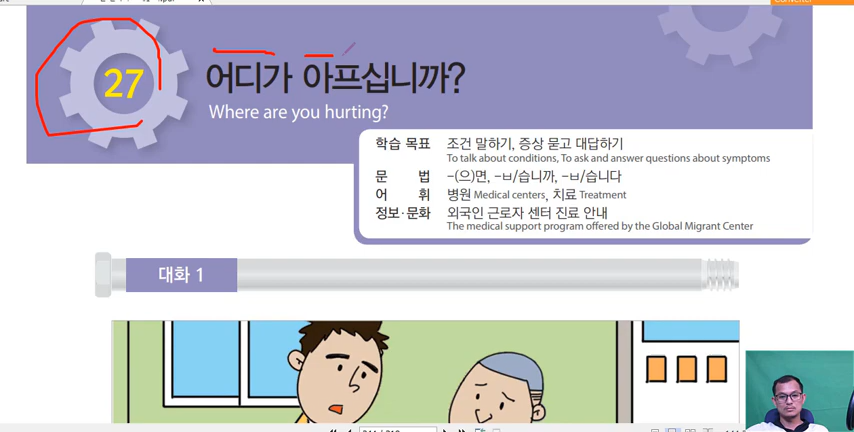 Converter
27
어디가 아프십니까?
Where are you hurting?
학습 목표 조건 말하기, 증상 묻고 대답하기
To talk about conditions, To ask and answer questions about symptoms
문 법 -(으)면, -ㅂ/습니까, -ㅂ/습니다
어 휘 병원 Medical centers, 치료 Treatment
정보·문화 외국인 근로자 센터 진료 안내
The medical support program offered by the Global Migrant Center
대화 1